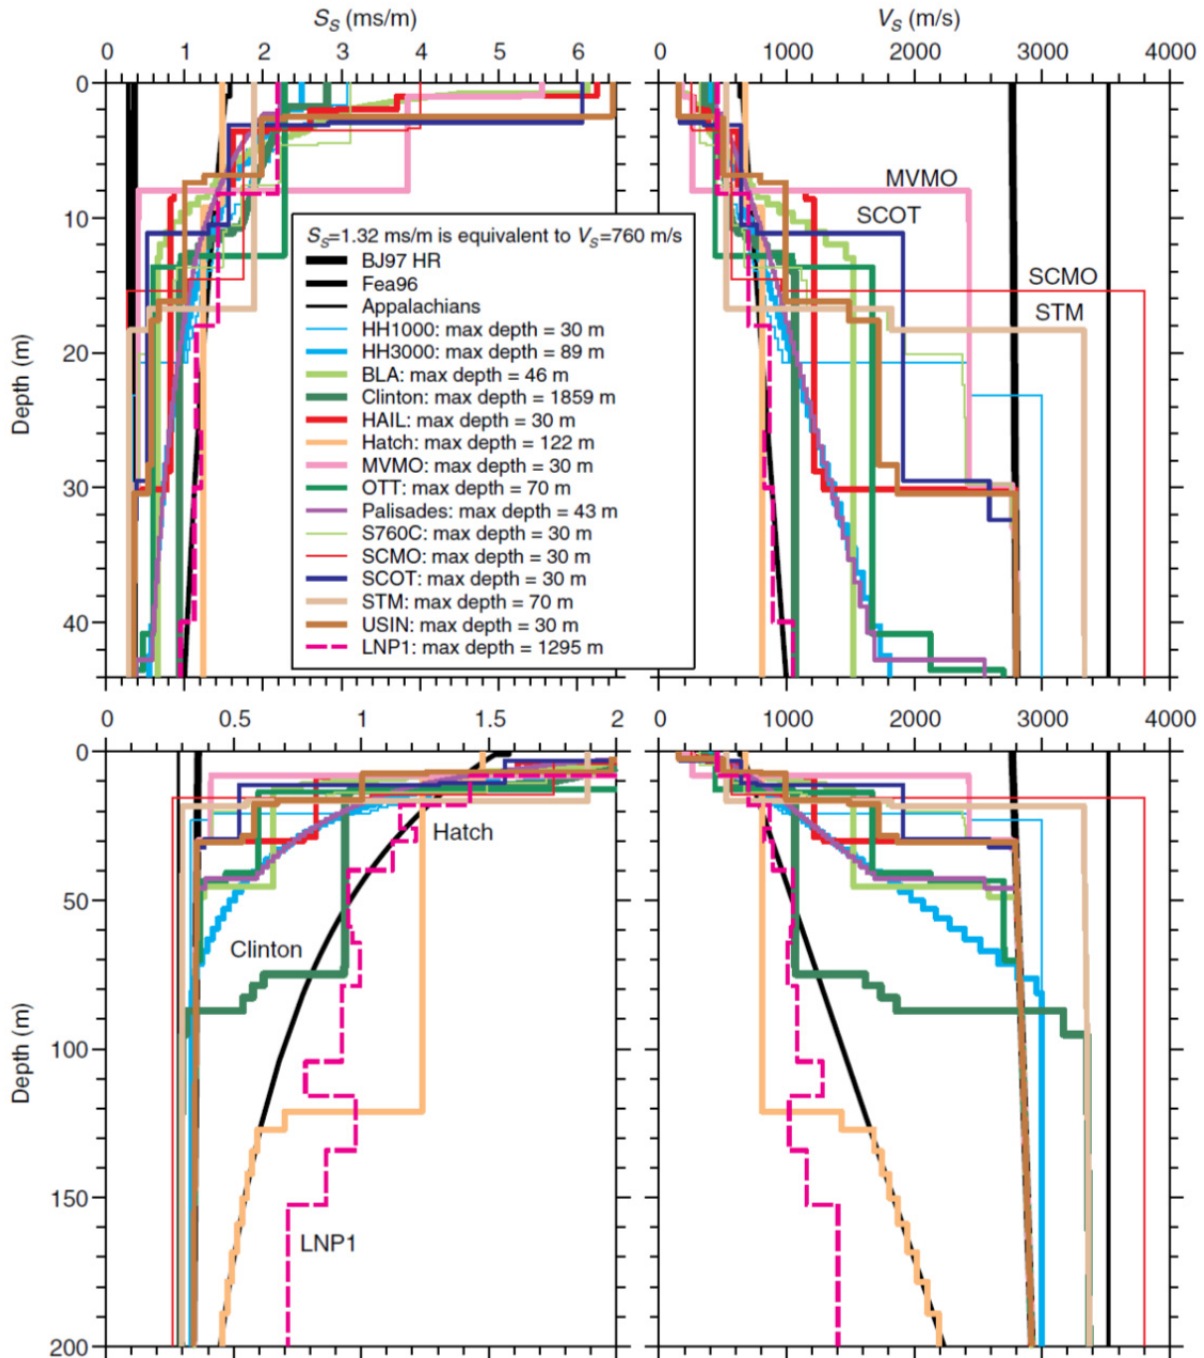 S_S (ms/m)
V_S (m/s)
0 1 2 3 4 5 6
0 1000 2000 3000 4000
0
10
20
30
40
Depth (m)
MVMO
SCOT
SCMO
STM
S_S=1.32 ms/m is equivalent to V_S=760 m/s
BJ97 HR
Fea96
Appalachians
HH1000: max depth = 30 m
HH3000: max depth = 89 m
BLA: max depth = 46 m
Clinton: max depth = 1859 m
HAIL: max depth = 30 m
Hatch: max depth = 122 m
MVMO: max depth = 30 m
OTT: max depth = 70 m
Palisades: max depth = 43 m
S760C: max depth = 30 m
SCMO: max depth = 30 m
SCOT: max depth = 30 m
STM: max depth = 70 m
USIN: max depth = 30 m
LNP1: max depth = 1295 m
0 0.5 1 1.5 2
0 1000 2000 3000 4000
0
50
100
150
200
Depth (m)
Hatch
Clinton
LNP1